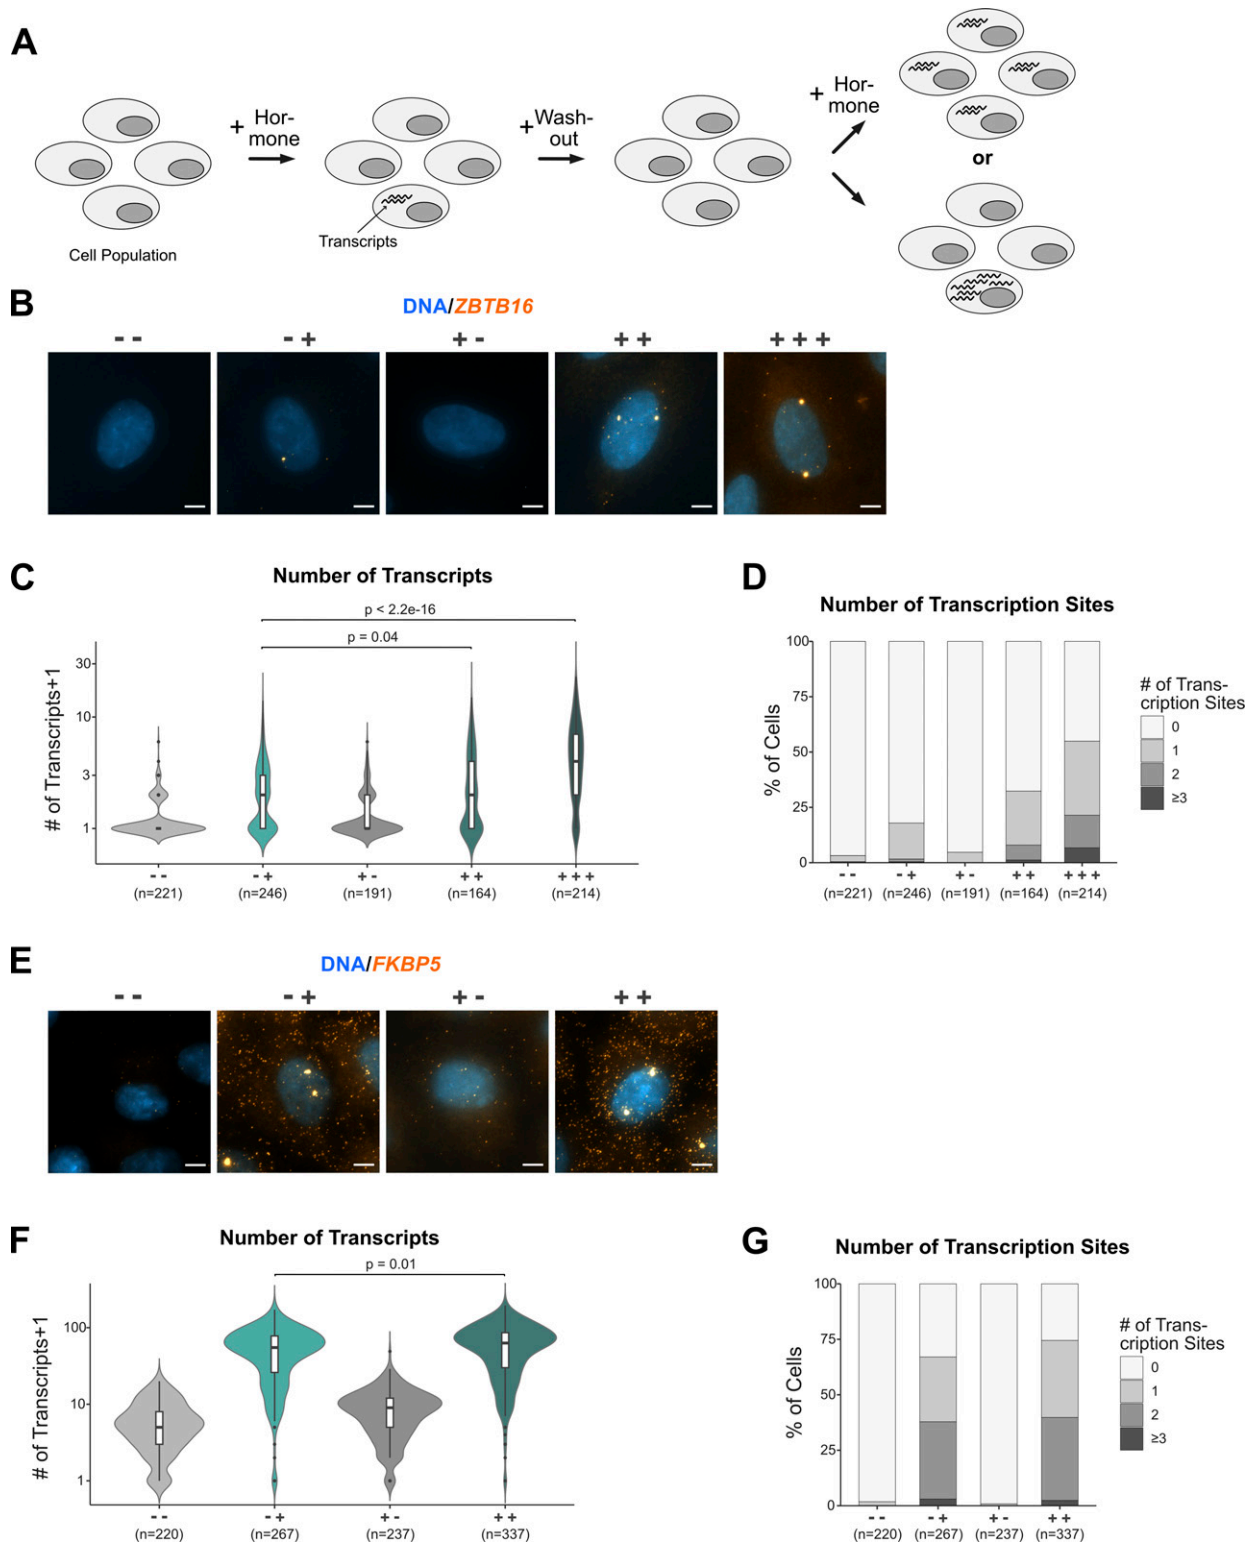 A
+ Hor-
mone
+ Wash-
out
+ Hor-
mone
or
Transcripts
Cell Population
B
DNA/ZBTB16
- -
- +
+ -
+ +
+ + +
C
Number of Transcripts
p < 2.2e-16
p = 0.04
# of Transcripts+1
30
10
3
1
- -
- +
+ -
+ +
+ + +
(n=221)
(n=246)
(n=191)
(n=164)
(n=214)
D
Number of Transcription Sites
% of Cells
100
75
50
25
0
- -
- +
+ -
+ +
+ + +
(n=221)
(n=246)
(n=191)
(n=164)
(n=214)
# of Trans-
cription Sites
0
1
2
≥3
E
DNA/FKBP5
- -
- +
+ -
+ +
F
Number of Transcripts
p = 0.01
# of Transcripts+1
100
10
1
- -
- +
+ -
+ +
(n=220)
(n=267)
(n=237)
(n=337)
G
Number of Transcription Sites
% of Cells
100
75
50
25
0
- -
- +
+ -
+ +
(n=220)
(n=267)
(n=237)
(n=337)
# of Trans-
cription Sites
0
1
2
≥3